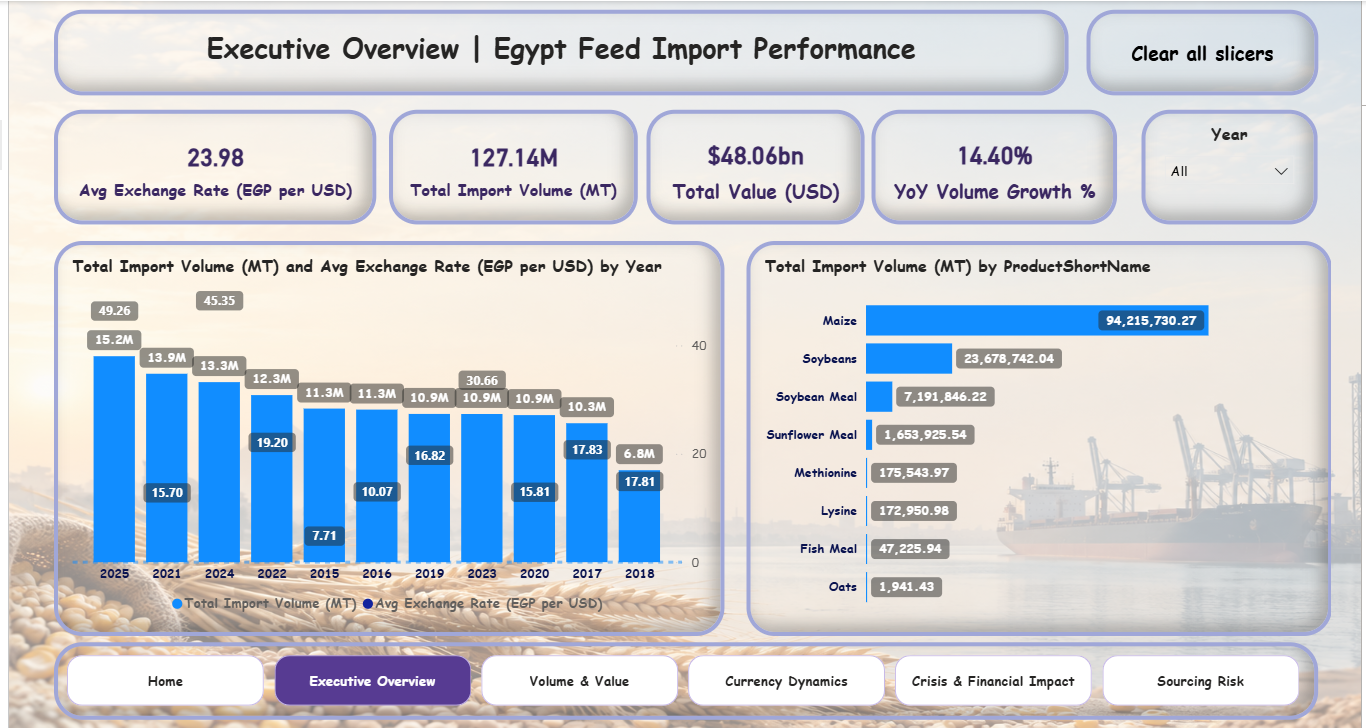 Executive Overview | Egypt Feed Import Performance
Clear all slicers
23.98
Avg Exchange Rate (EGP per USD)
127.14M
Total Import Volume (MT)
$48.06bn
Total Value (USD)
14.40%
YoY Volume Growth %
Year
All
Total Import Volume (MT) and Avg Exchange Rate (EGP per USD) by Year
49.26
45.35
15.2M
13.9M
13.3M
12.3M
11.3M
11.3M
10.9M
30.66
10.9M
10.9M
10.3M
6.8M
15.70
19.20
7.71
10.07
16.82
15.81
17.83
17.81
40
20
0
2025 2021 2024 2022 2015 2016 2019 2023 2020 2017 2018
Total Import Volume (MT) Avg Exchange Rate (EGP per USD)
Total Import Volume (MT) by ProductShortName
Maize 94,215,730.27
Soybeans 23,678,742.04
Soybean Meal 7,191,846.22
Sunflower Meal 1,653,925.54
Methionine 175,543.97
Lysine 172,950.98
Fish Meal 47,225.94
Oats 1,941.43
Home
Executive Overview
Volume & Value
Currency Dynamics
Crisis & Financial Impact
Sourcing Risk